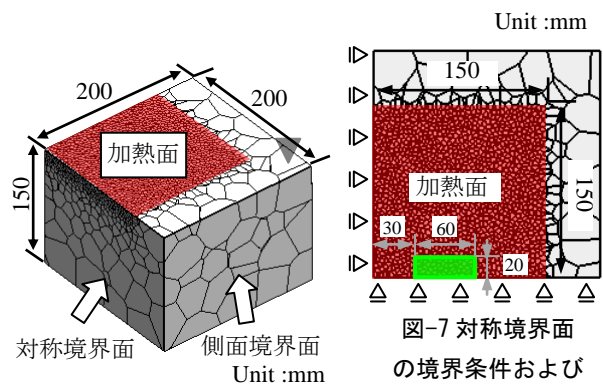 200
200
150
加熱面
対称境界面
側面境界面
Unit :mm
Unit :mm
150
加熱面
150
30
60
20
図-7 対称境界面
の境界条件および